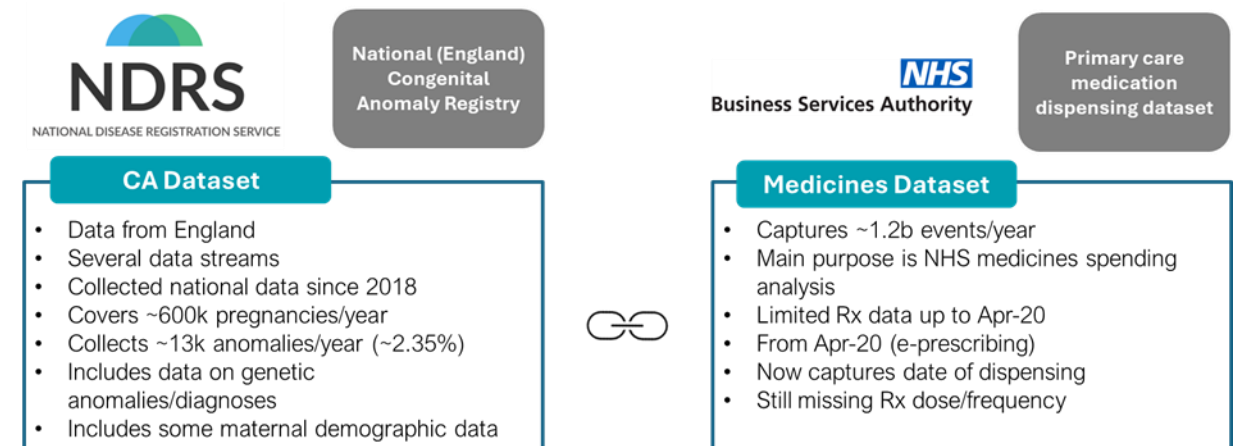 NDRS
NATIONAL DISEASE REGISTRATION SERVICE
National (England)
Congenital
Anomaly Registry
CA Dataset
• Data from England
• Several data streams
• Collected national data since 2018
• Covers ~600k pregnancies/year
• Collects ~13k anomalies/year (~2.35%)
• Includes data on genetic
anomalies/diagnoses
• Includes some maternal demographic data
NHS
Business Services Authority
Primary care
medication
dispensing dataset
Medicines Dataset
• Captures ~1.2b events/year
• Main purpose is NHS medicines spending
analysis
• Limited Rx data up to Apr-20
• From Apr-20 (e-prescribing)
• Now captures date of dispensing
• Still missing Rx dose/frequency